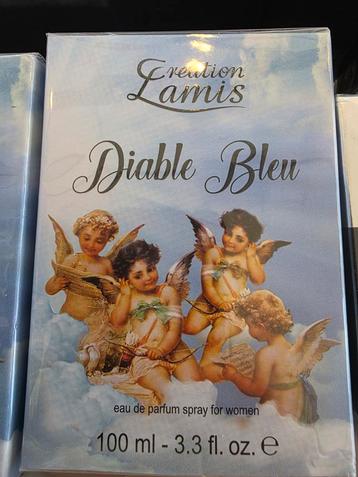 Creation
Lamis
Diable Bleu
eau de parfum spray for women
100 ml - 3.3 fl. oz. ℮